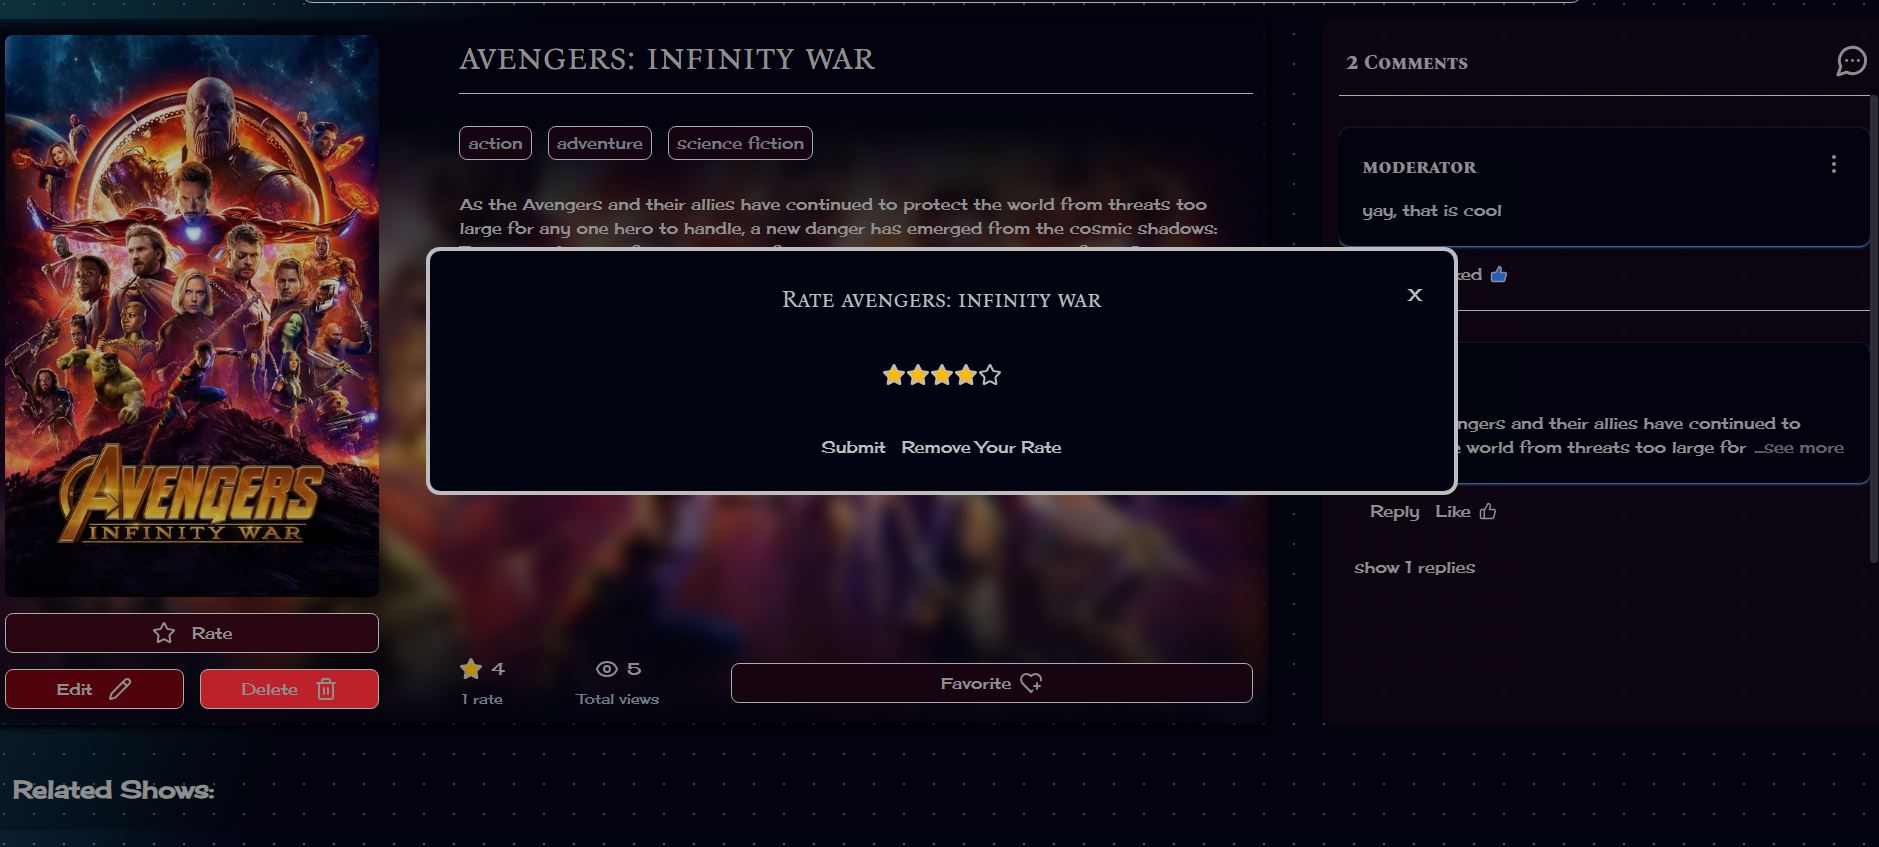 AVENGERS: INFINITY WAR
action
adventure
science fiction
As the Avengers and their allies have continued to protect the world from threats too
large for any one hero to handle, a new danger has emerged from the cosmic shadows:
Rate AVENGERS: INFINITY WAR
X
Submit Remove Your Rate
AVENGERS
INFINITY WAR
Rate
Edit
Delete
4
1 rate
5
Total views
Favorite
2 Comments
MODERATOR
yay, that is cool
and their allies have continued to
world from threats too large for ...see more
Reply Like
show 1 replies
Related Shows: